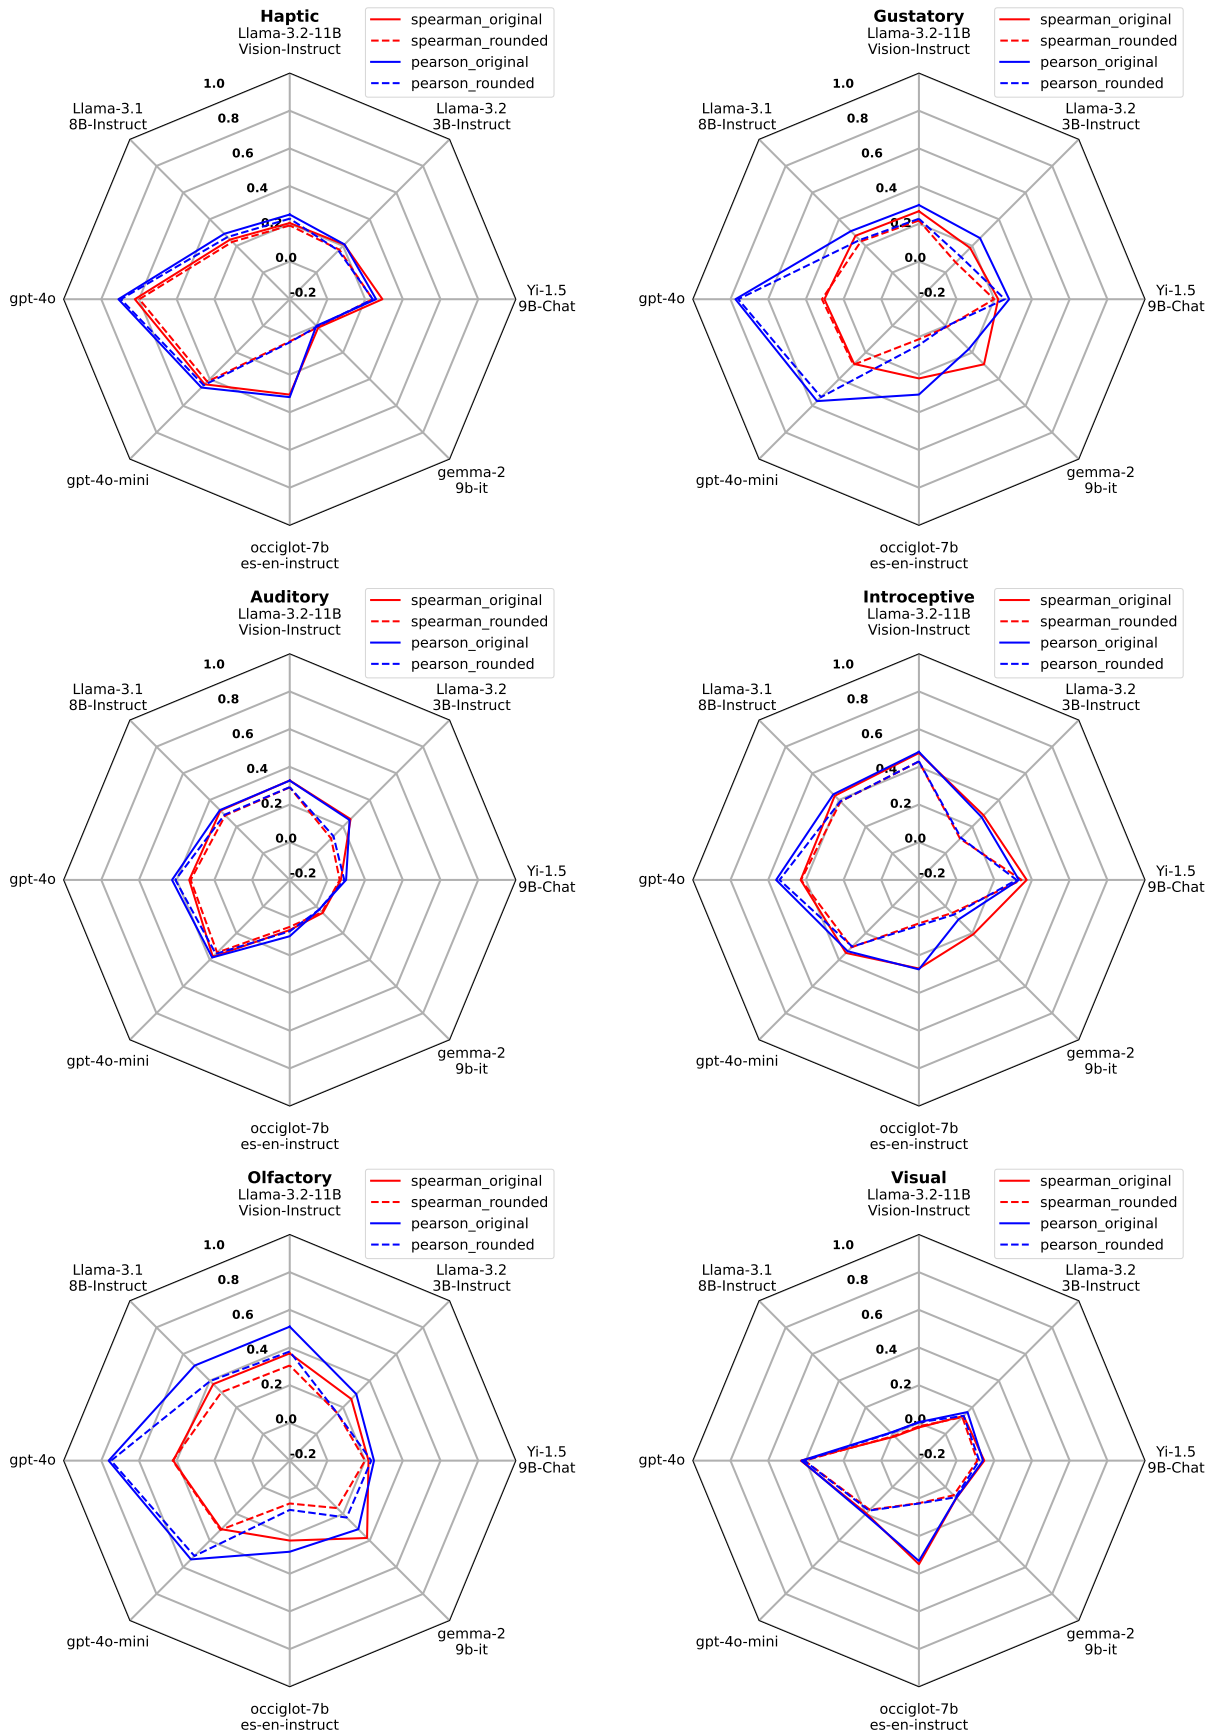 Haptic
Llama-3.2-11B
Vision-Instruct
spearman_original
spearman_rounded
pearson_original
pearson_rounded
Llama-3.1
8B-Instruct
Llama-3.2
3B-Instruct
1.0
0.8
0.6
0.4
0.2
0.0
-0.2
gpt-4o
Yi-1.5
9B-Chat
gpt-4o-mini
gemma-2
9b-it
occiglot-7b
es-en-instruct
Gustatory
Llama-3.2-11B
Vision-Instruct
spearman_original
spearman_rounded
pearson_original
pearson_rounded
Llama-3.1
8B-Instruct
Llama-3.2
3B-Instruct
1.0
0.8
0.6
0.4
0.2
0.0
-0.2
gpt-4o
Yi-1.5
9B-Chat
gpt-4o-mini
gemma-2
9b-it
occiglot-7b
es-en-instruct
Auditory
Llama-3.2-11B
Vision-Instruct
spearman_original
spearman_rounded
pearson_original
pearson_rounded
Llama-3.1
8B-Instruct
Llama-3.2
3B-Instruct
1.0
0.8
0.6
0.4
0.2
0.0
-0.2
gpt-4o
Yi-1.5
9B-Chat
gpt-4o-mini
gemma-2
9b-it
occiglot-7b
es-en-instruct
Introceptive
Llama-3.2-11B
Vision-Instruct
spearman_original
spearman_rounded
pearson_original
pearson_rounded
Llama-3.1
8B-Instruct
Llama-3.2
3B-Instruct
1.0
0.8
0.6
0.4
0.2
0.0
-0.2
gpt-4o
Yi-1.5
9B-Chat
gpt-4o-mini
gemma-2
9b-it
occiglot-7b
es-en-instruct
Olfactory
Llama-3.2-11B
Vision-Instruct
spearman_original
spearman_rounded
pearson_original
pearson_rounded
Llama-3.1
8B-Instruct
Llama-3.2
3B-Instruct
1.0
0.8
0.6
0.4
0.2
0.0
-0.2
gpt-4o
Yi-1.5
9B-Chat
gpt-4o-mini
gemma-2
9b-it
occiglot-7b
es-en-instruct
Visual
Llama-3.2-11B
Vision-Instruct
spearman_original
spearman_rounded
pearson_original
pearson_rounded
Llama-3.1
8B-Instruct
Llama-3.2
3B-Instruct
1.0
0.8
0.6
0.4
0.2
0.0
-0.2
gpt-4o
Yi-1.5
9B-Chat
gpt-4o-mini
gemma-2
9b-it
occiglot-7b
es-en-instruct